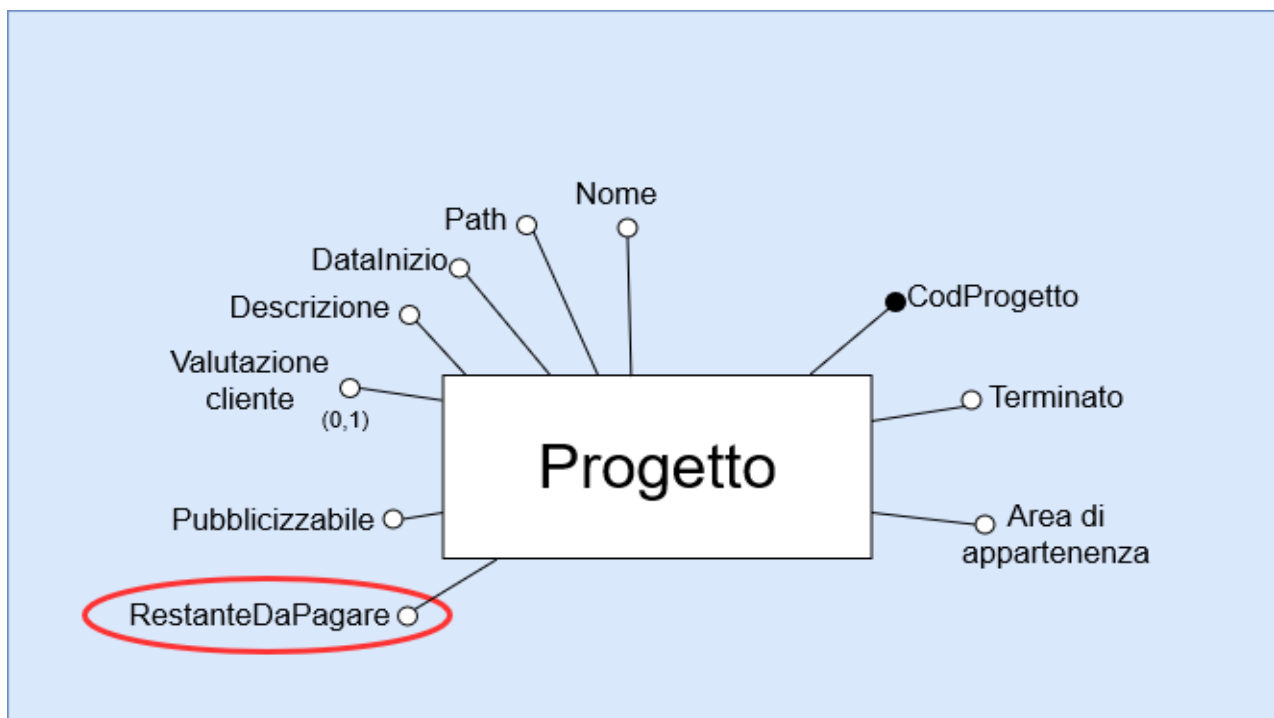 Nome
Path
DataInizio
Descrizione
CodProgetto
Valutazione
cliente
(0,1)
Terminato
Progetto
Pubblicizzabile
Area di
appartenenza
RestanteDaPagare